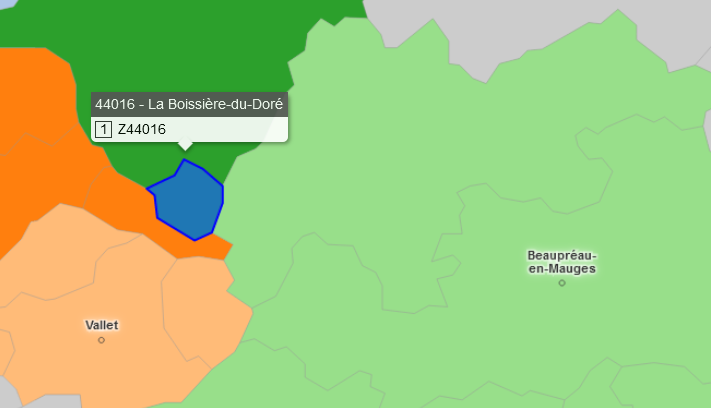 44016 - La Boissière-du-Doré
1 Z44016
Beaupréau-
en-Mauges
Vallet